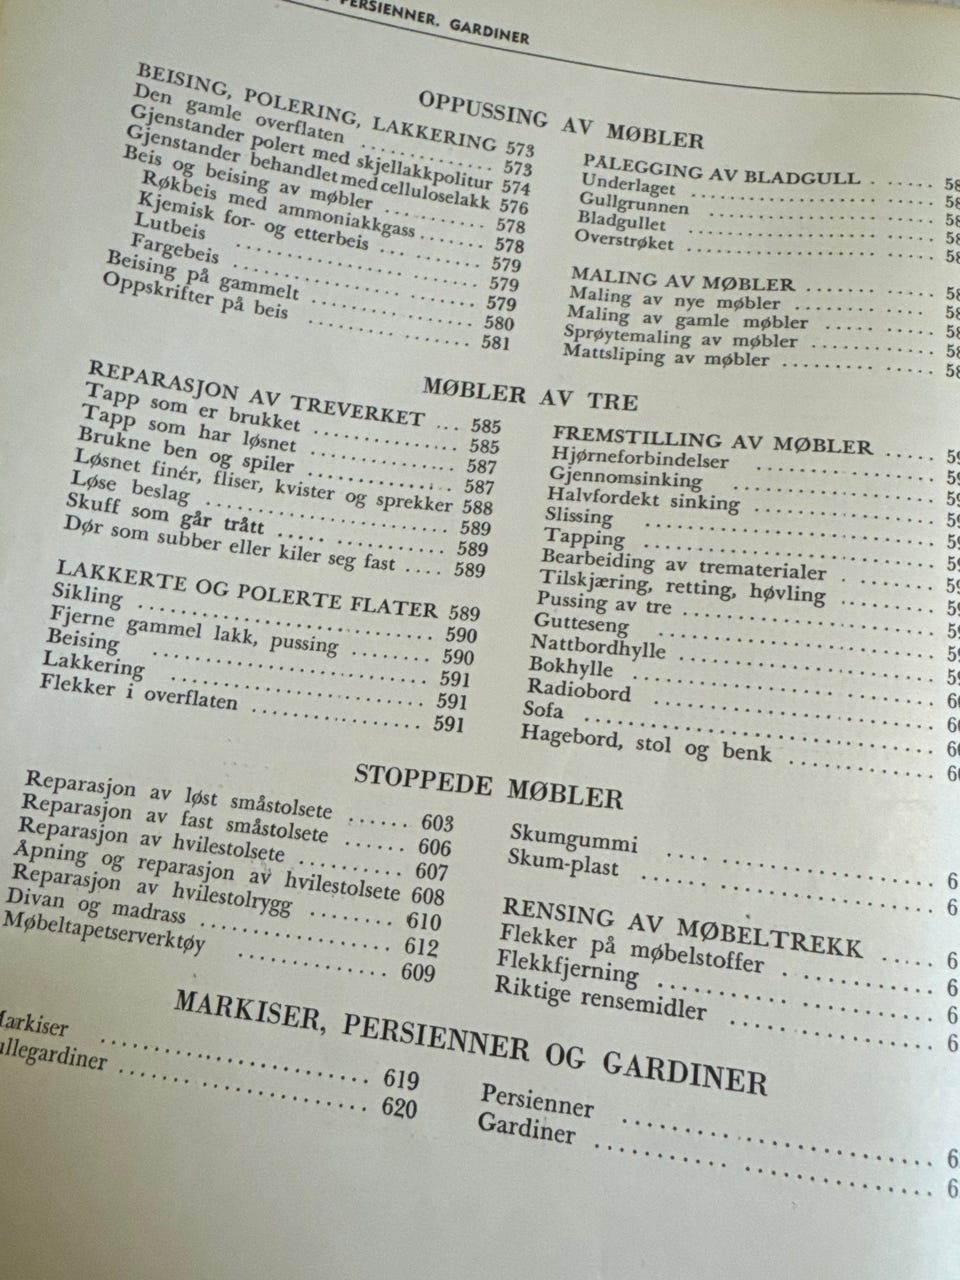 PERSIENNER, GARDINER
OPPUSSING AV MØBLER
BEISING, POLERING, LAKKERING 573
Den gamle overflaten . . . . . . . . . . . . . 573
Gjenstander polert med skjellakkpolitur 574
Gjenstander behandlet med celluloselakk 576
Beis og beising av møbler . . . . . . . . . . 578
Røkbeis med ammoniakkgass . . . . . . . 578
Kjemisk for- og etterbeis . . . . . . . . . . 579
Lutbeis . . . . . . . . . . . . . . . . . . . . 579
Fargebeis . . . . . . . . . . . . . . . . . . . . 579
Beising på gammelt . . . . . . . . . . . . . . 580
Oppskrifter på beis . . . . . . . . . . . . . . 581
PÅLEGGING AV BLADGULL . . . . . .
Underlaget . . . . . . . . . . . . . . . . . .
Gullgrunnen . . . . . . . . . . . . . . . . .
Bladgullet . . . . . . . . . . . . . . . . . . .
Overstrøket . . . . . . . . . . . . . . . . . .
MALING AV MØBLER . . . . . . . . . .
Maling av nye møbler . . . . . . . . . .
Maling av gamle møbler . . . . . . . . .
Sprøytemaling av møbler . . . . . . . . .
Mattsliping av møbler . . . . . . . . . . .
MØBLER AV TRE
REPARASJON AV TREVERKET . . . 585
Tapp som er brukket . . . . . . . . . . . . . 585
Tapp som har løsnet . . . . . . . . . . . . . 587
Brukne ben og spiler . . . . . . . . . . . . . 587
Løsnet finér, fliser, kvister og sprekker 588
Løse beslag . . . . . . . . . . . . . . . . . . . . 589
Skuff som går trått . . . . . . . . . . . . . . 589
Dør som subber eller kiler seg fast . . . . 589
LAKKERTE OG POLERTE FLATER 589
Sikling . . . . . . . . . . . . . . . . . . . . . . . 590
Fjerne gammel lakk, pussing . . . . . . . . 590
Beising . . . . . . . . . . . . . . . . . . . . . . . 591
Lakkering . . . . . . . . . . . . . . . . . . . . . 591
Flekker i overflaten . . . . . . . . . . . . . . 591
FREMSTILLING AV MØBLER . . . . .
Hjørneforbindelser . . . . . . . . . . . . .
Gjennomsinking . . . . . . . . . . . . . . .
Halvfordekt sinking . . . . . . . . . . . .
Slissing . . . . . . . . . . . . . . . . . . . . .
Tapping . . . . . . . . . . . . . . . . . . . . .
Bearbeiding av trematerialer . . . . . . .
Tilskjæring, retting, høvling . . . . . . .
Pussing av tre . . . . . . . . . . . . . . . . .
Gutteseng . . . . . . . . . . . . . . . . . . .
Nattbordhylle . . . . . . . . . . . . . . . . .
Bokhylle . . . . . . . . . . . . . . . . . . . .
Radiobord . . . . . . . . . . . . . . . . . . .
Sofa . . . . . . . . . . . . . . . . . . . . . . .
Hagebord, stol og benk . . . . . . . . . .
STOPPEDE MØBLER
Reparasjon av løst småstolsete . . . . . . 603
Reparasjon av fast småstolsete . . . . . . 606
Reparasjon av hvilestolsete . . . . . . . . . 607
Åpning og reparasjon av hvilestolsete 608
Reparasjon av hvilestolrygg . . . . . . . . 610
Divan og madrass . . . . . . . . . . . . . . . 612
Møbeltapetserverktøy . . . . . . . . . . . . 609
Skumgummi . . . . . . . . . . . . . . . . . .
Skum-plast . . . . . . . . . . . . . . . . . . .
RENSING AV MØBELTREKK . . . . .
Flekker på møbelstoffer . . . . . . . . . .
Flekkfjerning . . . . . . . . . . . . . . . . .
Riktige rensemidler . . . . . . . . . . . . .
MARKISER, PERSIENNER OG GARDINER
Markiser . . . . . . . . . . . . . . . . . . . . . 619
llegardiner . . . . . . . . . . . . . . . . . . . 620
Persienner . . . . . . . . . . . . . . . . . . .
Gardiner . . . . . . . . . . . . . . . . . . . .